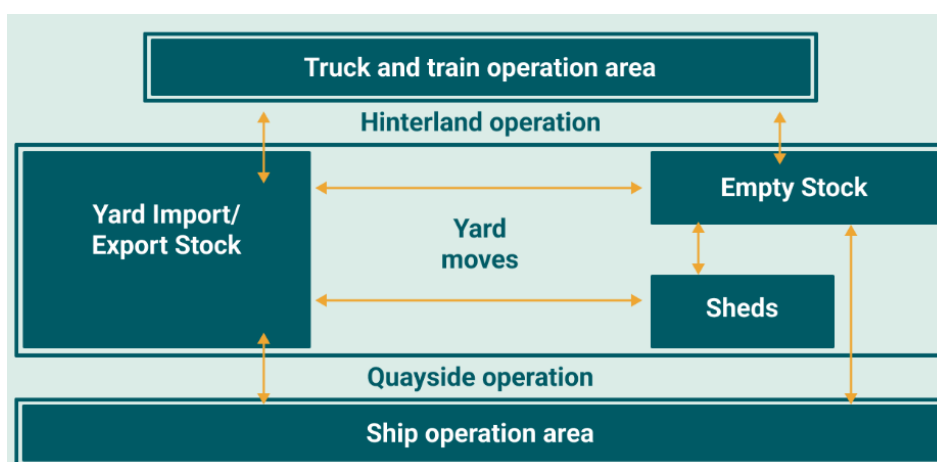 Truck and train operation area
Hinterland operation
Yard Import/
Export Stock
Yard
moves
Empty Stock
Sheds
Quayside operation
Ship operation area